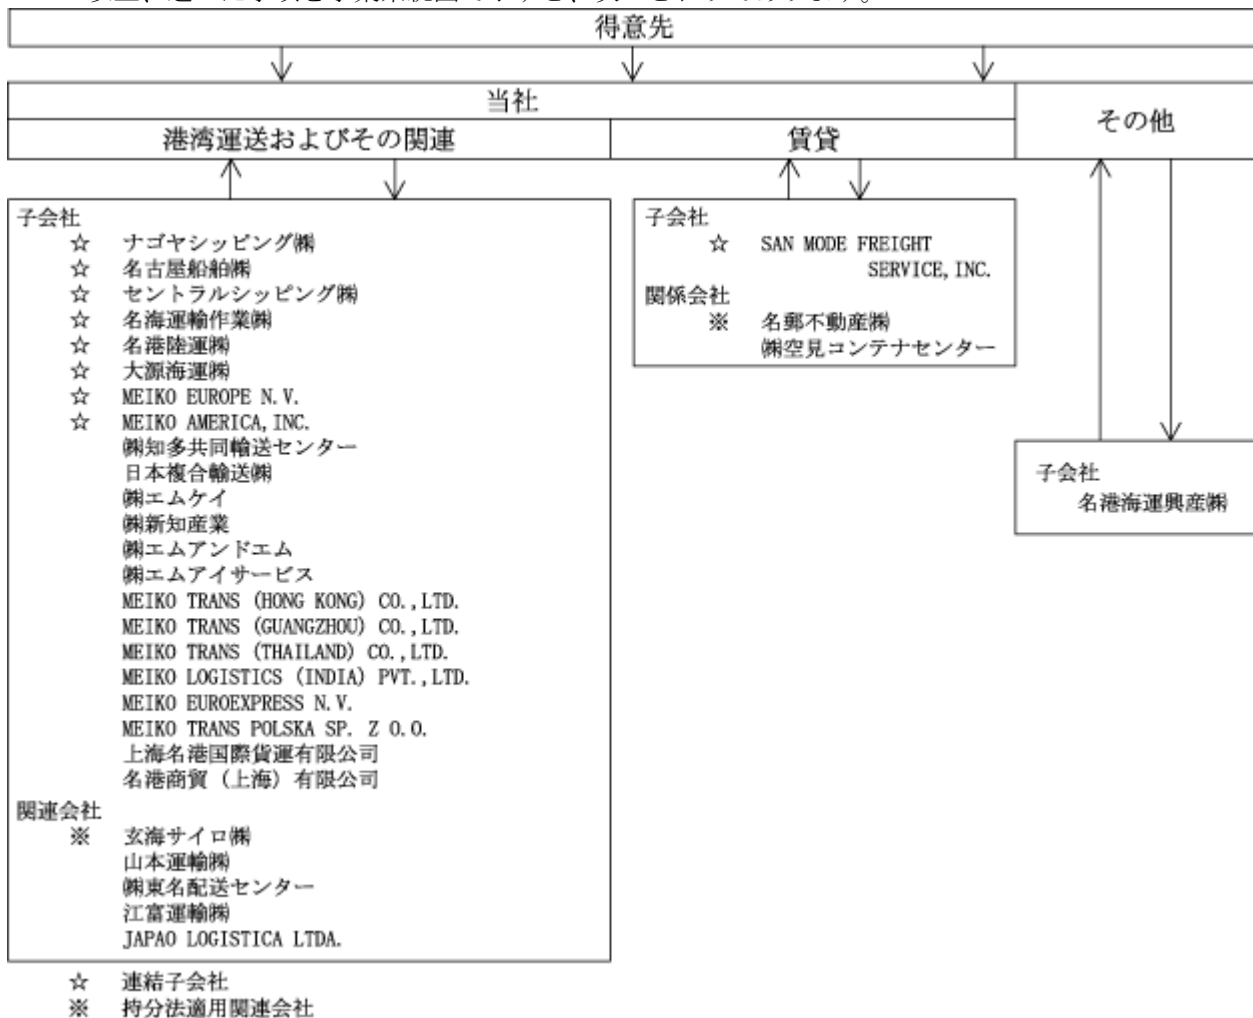 得意先
当社
その他
港湾運送およびその関連
賃貸
子会社
☆ ナゴヤシッピング㈱
☆ 名古屋船舶㈱
☆ セントラルシッピング㈱
☆ 名海運輸作業㈱
☆ 名港陸運㈱
☆ 大源海運㈱
☆ MEIKO EUROPE N.V.
☆ MEIKO AMERICA,INC.
㈱知多共同輸送センター
日本複合輸送㈱
㈱エムケイ
㈱新知産業
㈱エムアンドエム
㈱エムアイサービス
MEIKO TRANS (HONG KONG) CO.,LTD.
MEIKO TRANS (GUANGZHOU) CO.,LTD.
MEIKO TRANS (THAILAND) CO.,LTD.
MEIKO LOGISTICS (INDIA) PVT.,LTD.
MEIKO EUROEXPRESS N.V.
MEIKO TRANS POLSKA SP. Z O.O.
上海名港国際貨運有限公司
名港商貿（上海）有限公司
関連会社
※ 玄海サイロ㈱
山本運輸㈱
㈱東名配送センター
江富運輸㈱
JAPAO LOGISTICA LTDA.
子会社
☆ SAN MODE FREIGHT
SERVICE,INC.
関係会社
※ 名郵不動産㈱
㈱空見コンテナセンター
子会社
名港海運興産㈱
☆ 連結子会社
※ 持分法適用関連会社